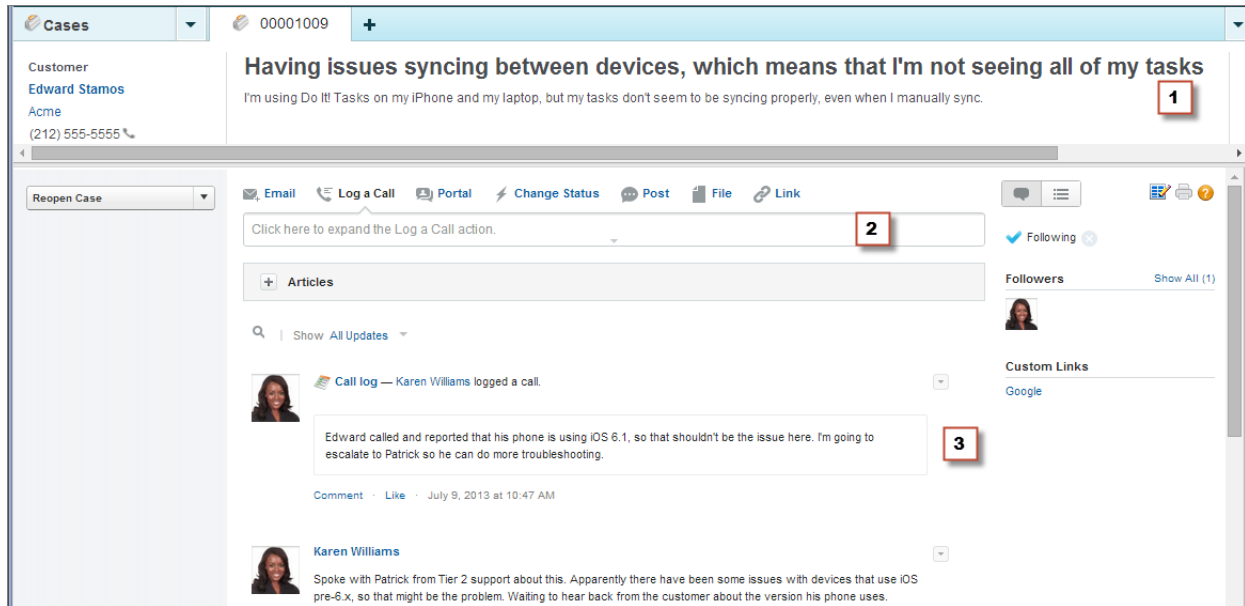 Cases
00001009
Customer
Edward Stamos
Acme
(212) 555-5555
Having issues syncing between devices, which means that I'm not seeing all of my tasks
I'm using Do It! Tasks on my iPhone and my laptop, but my tasks don't seem to be syncing properly, even when I manually sync.
1
Reopen Case
Email Log a Call Portal Change Status Post File Link
Click here to expand the Log a Call action.
2
Articles
Show All Updates
Call log — Karen Williams logged a call.
Edward called and reported that his phone is using iOS 6.1, so that shouldn't be the issue here. I'm going to
escalate to Patrick so he can do more troubleshooting.
3
Comment · Like · July 9, 2013 at 10:47 AM
Karen Williams
Spoke with Patrick from Tier 2 support about this. Apparently there have been some issues with devices that use iOS
pre-6.x, so that might be the problem. Waiting to hear back from the customer about the version his phone uses.
Following
Followers Show All (1)
Custom Links
Google